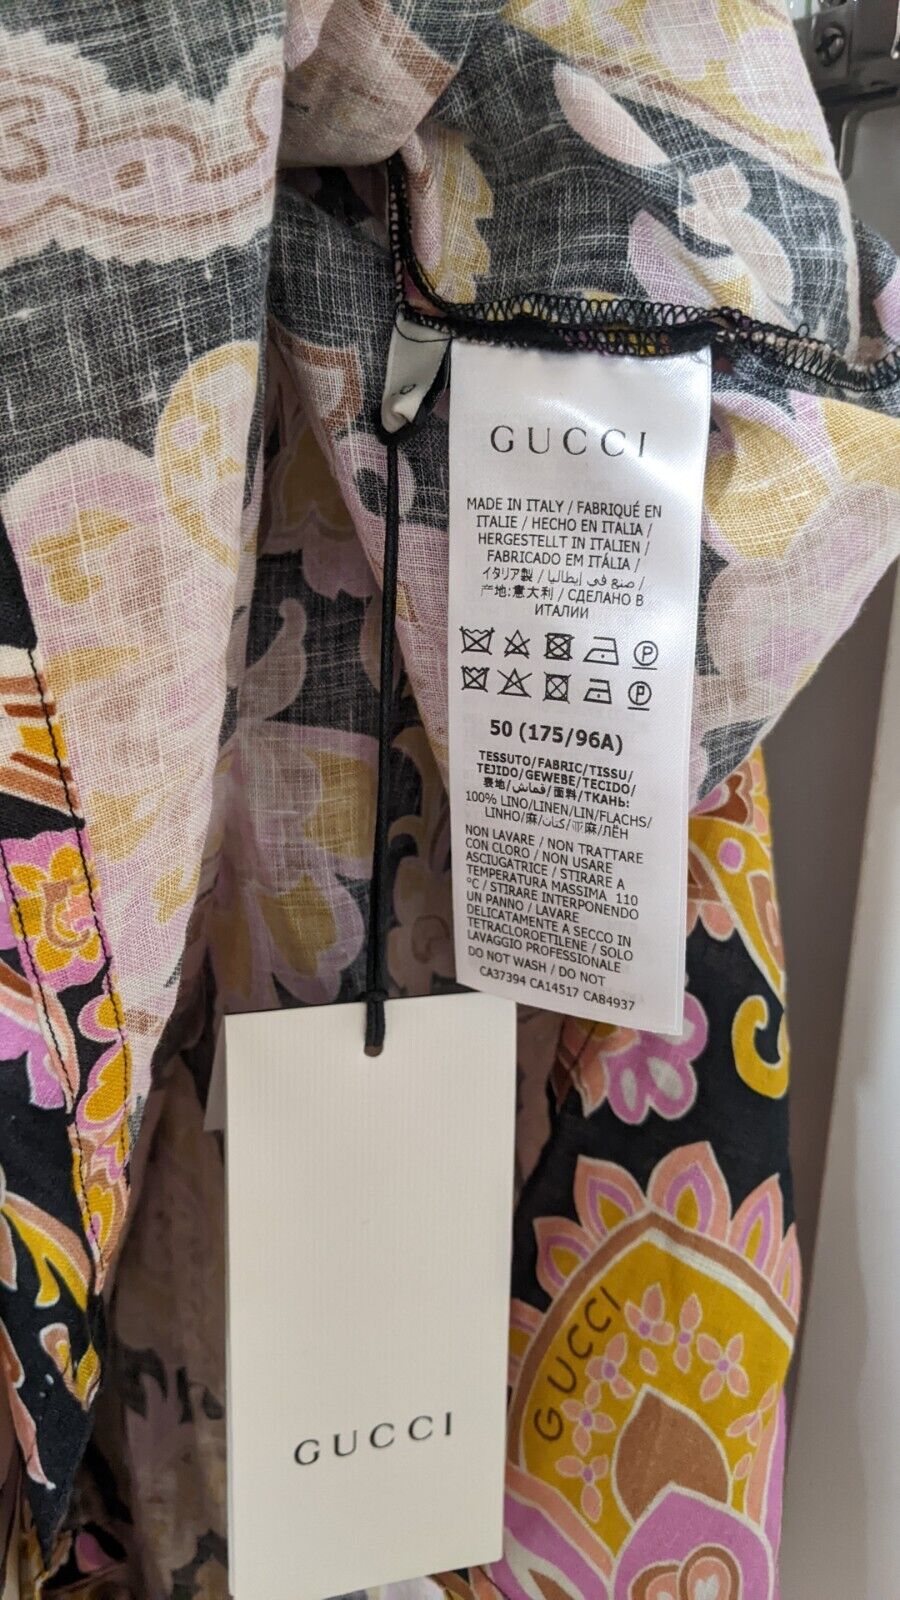 GUCCI
MADE IN ITALY / FABRIQUÉ EN
ITALIE / HECHO EN ITALIA /
HERGESTELLT IN ITALIEN /
FABRICADO EM ITÁLIA /
イタリア製 / صنع في إيطاليا /
产地:意大利 / СДЕЛАНО В
ИТАЛИИ
P
P
50 (175/96A)
TESSUTO/FABRIC/TISSU/
TEJIDO/GEWEBE/TECIDO/
表地/قماش/面料/ТКАНЬ:
100% LINO/LINEN/LIN/FLACHS/
LINHO/麻/كتان/亚麻/ЛЁН
NON LAVARE / NON TRATTARE
CON CLORO / NON USARE
ASCIUGATRICE / STIRARE A
TEMPERATURA MASSIMA 110
°C / STIRARE INTERPONENDO
UN PANNO / LAVARE
DELICATAMENTE A SECCO IN
TETRACLOROETILENE / SOLO
LAVAGGIO PROFESSIONALE
DO NOT WASH / DO NOT
CA37394 CA14517 CA84937
GUCCI
GUCCI